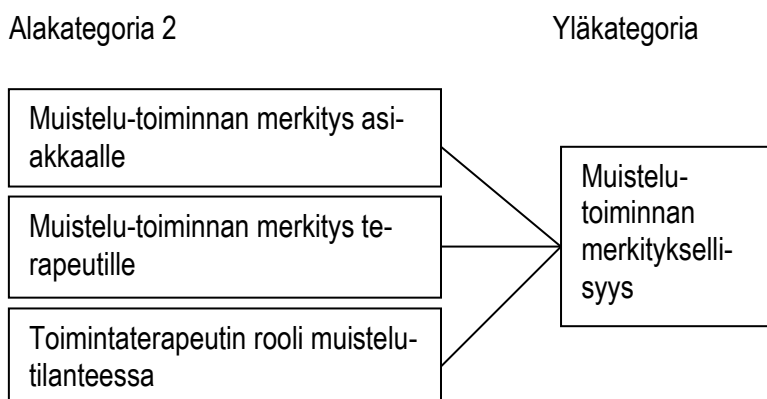 Alakategoria 2
Yläkategoria
Muistelu-toiminnan merkitys asi-
akkaalle
Muistelu-toiminnan merkitys te-
rapeutille
Toimintaterapeutin rooli muistelu-
tilanteessa
Muistelu-
toiminnan
merkityksellli-
syys